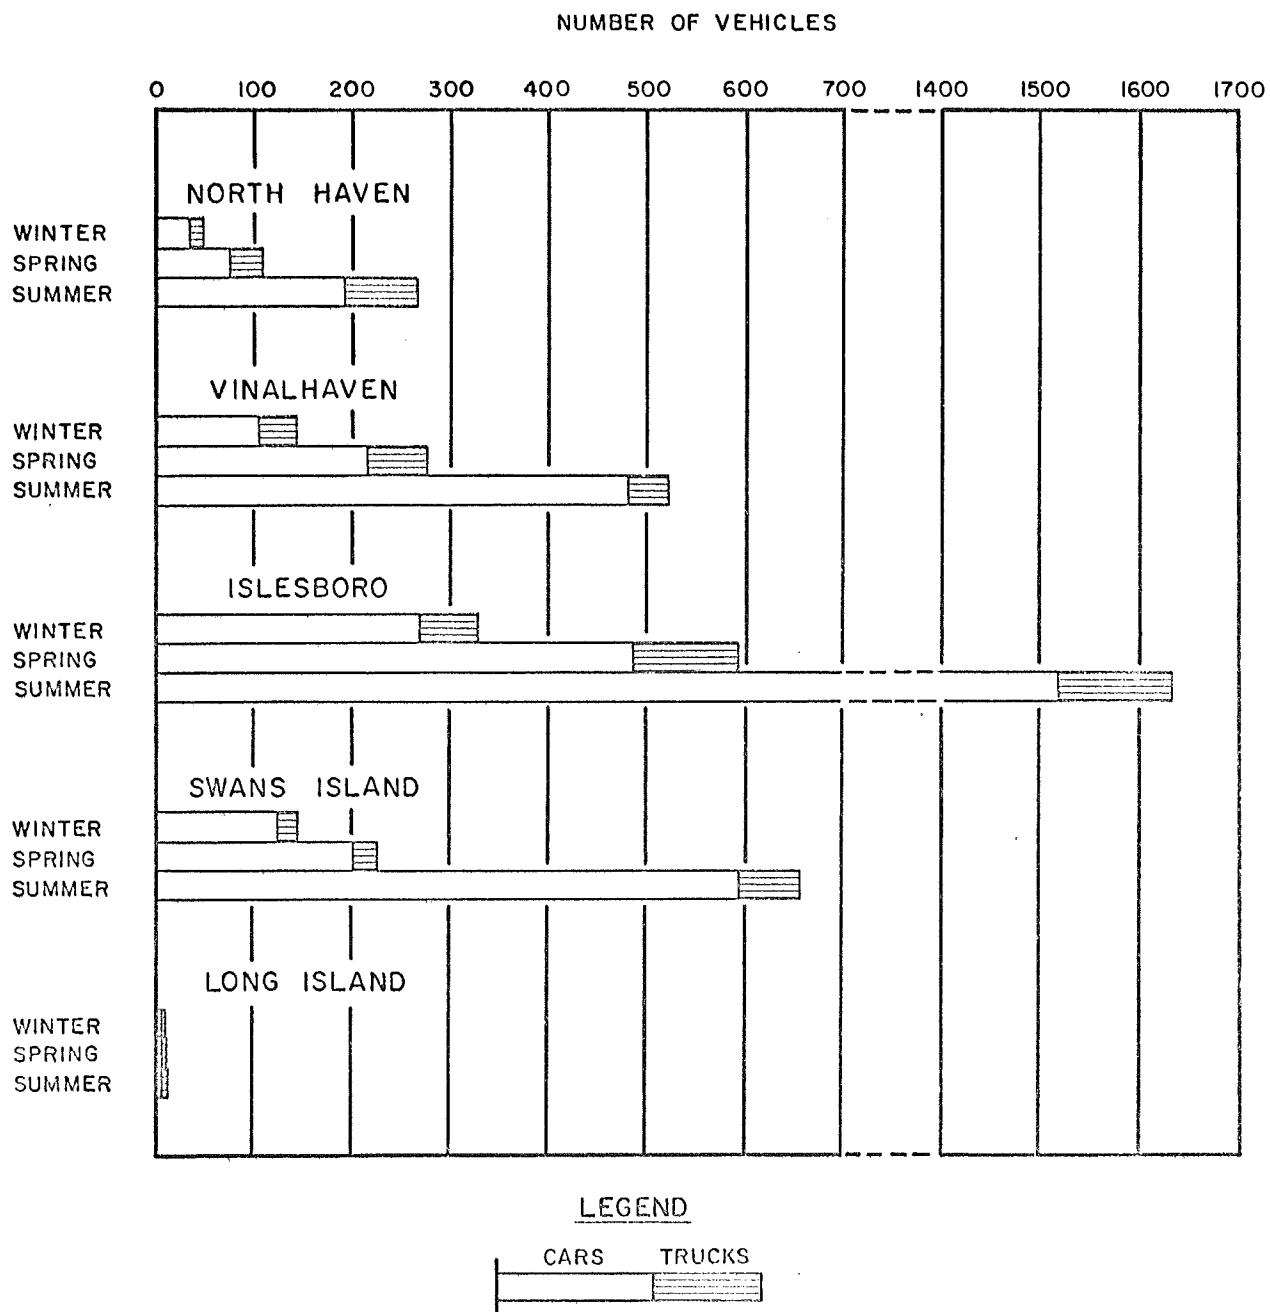 NUMBER OF VEHICLES
0 100 200 300 400 500 600 700 1400 1500 1600 1700
NORTH HAVEN
WINTER
SPRING
SUMMER
VINALHAVEN
WINTER
SPRING
SUMMER
ISLESBORO
WINTER
SPRING
SUMMER
SWANS ISLAND
WINTER
SPRING
SUMMER
LONG ISLAND
WINTER
SPRING
SUMMER
LEGEND
CARS TRUCKS